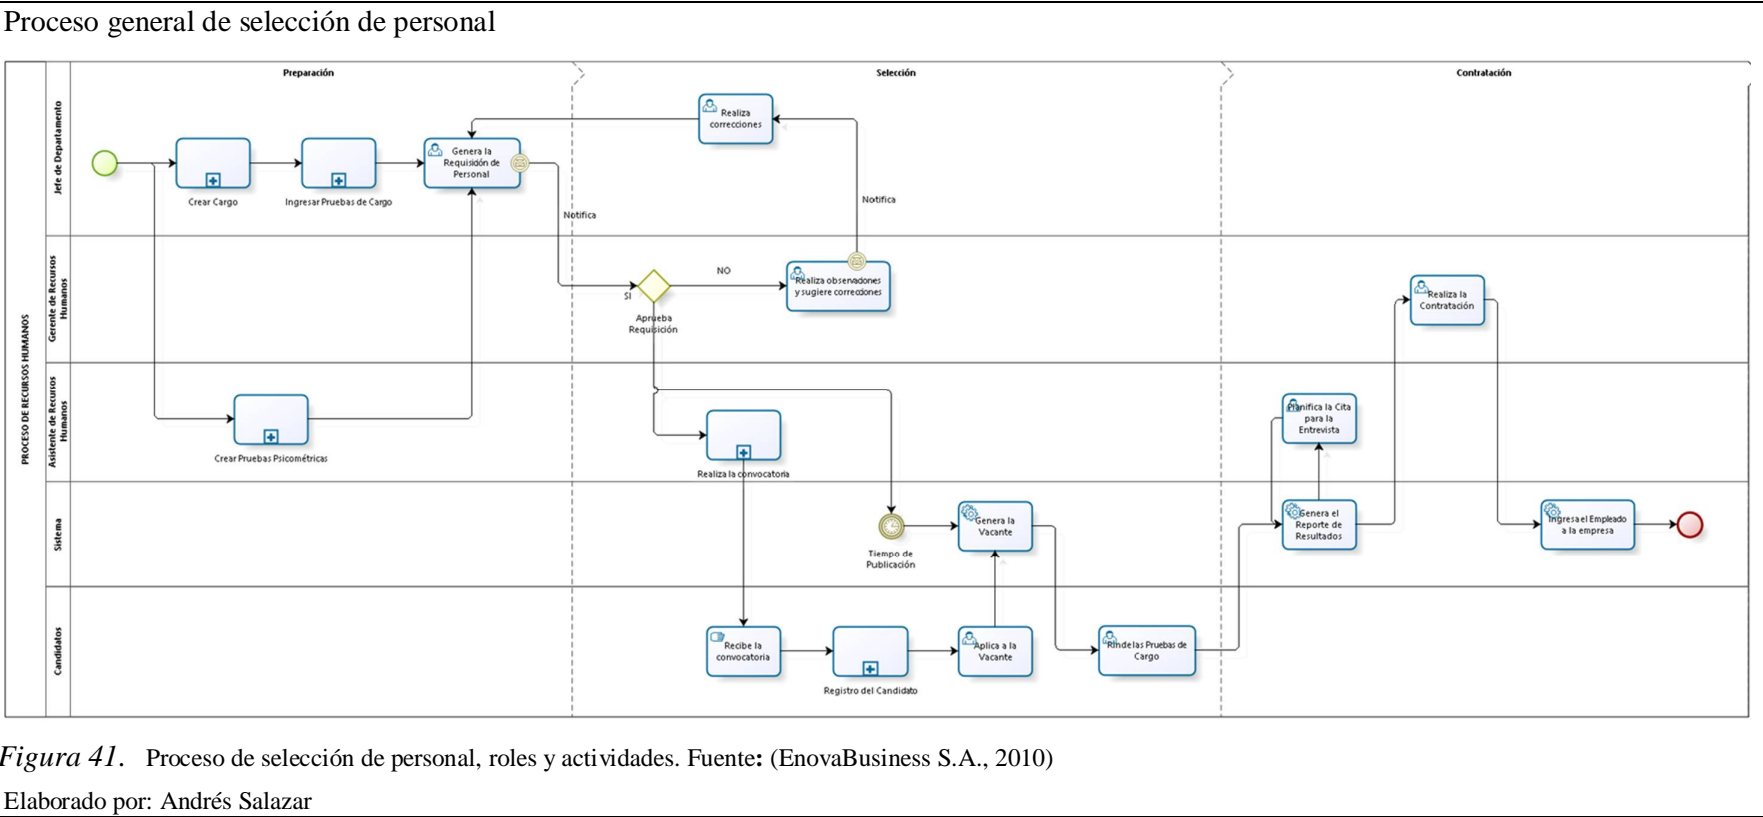 Proceso general de selección de personal
Preparación
Selección
Contratación
PROCESO DE RECURSOS HUMANOS
Jefe de Departamento
Crear Cargo
Ingresar Pruebas de Cargo
Genera la
Requisición de
Personal
Notifica
Realiza
correcciones
Notifica
Gerente de Recursos
Humanos
SI
NO
Aprueba
Requisición
Realiza observaciones
y sugiere correcciones
Realiza la
Contratación
Asistente de Recursos
Humanos
Crear Pruebas Psicométricas
Realiza la convocatoria
Planifica la Cita
para la
Entrevista
Sistema
Tiempo de
Publicación
Genera la
Vacante
Genera el
Reporte de
Resultados
Ingresa el Empleado
a la empresa
Candidatos
Recibe la
convocatoria
Registro del Candidato
Aplica a la
Vacante
Rinde las Pruebas de
Cargo
Figura 41. Proceso de selección de personal, roles y actividades. Fuente: (EnovaBusiness S.A., 2010)
Elaborado por: Andrés Salazar